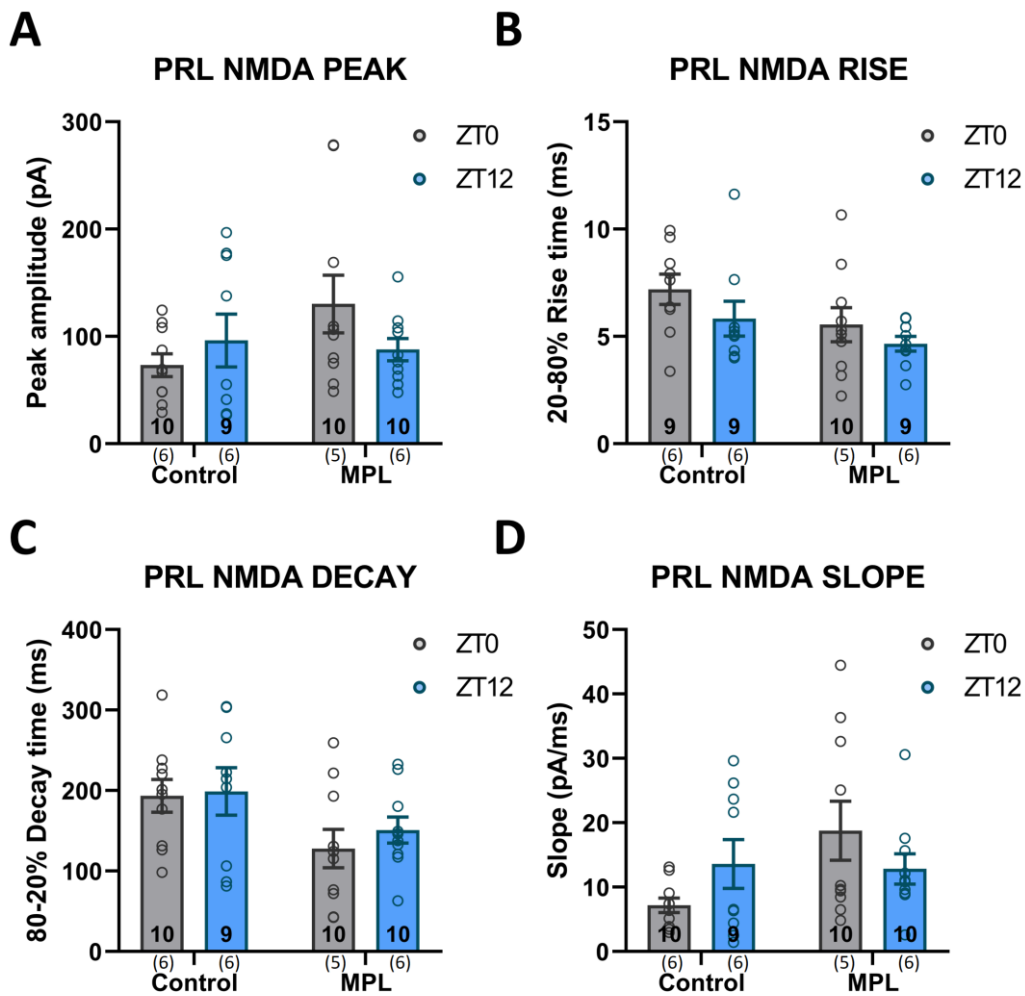 A
PRL NMDA PEAK
Peak amplitude (pA)
300
200
100
0
ZT0
ZT12
10 9 10 10
(6) (6) (5) (6)
Control MPL
B
PRL NMDA RISE
20-80% Rise time (ms)
15
10
5
0
ZT0
ZT12
9 9 10 9
(6) (6) (5) (6)
Control MPL
C
PRL NMDA DECAY
80-20% Decay time (ms)
400
300
200
100
0
ZT0
ZT12
10 9 10 10
(6) (6) (5) (6)
Control MPL
D
PRL NMDA SLOPE
Slope (pA/ms)
50
40
30
20
10
0
ZT0
ZT12
10 9 10 10
(6) (6) (5) (6)
Control MPL